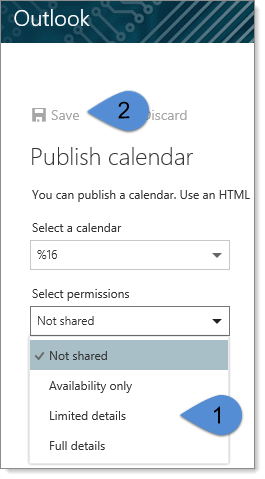 Outlook
Save 2 Discard
Publish calendar
You can publish a calendar. Use an HTML
Select a calendar
%16
Select permissions
Not shared
Not shared
Availability only
Limited details 1
Full details